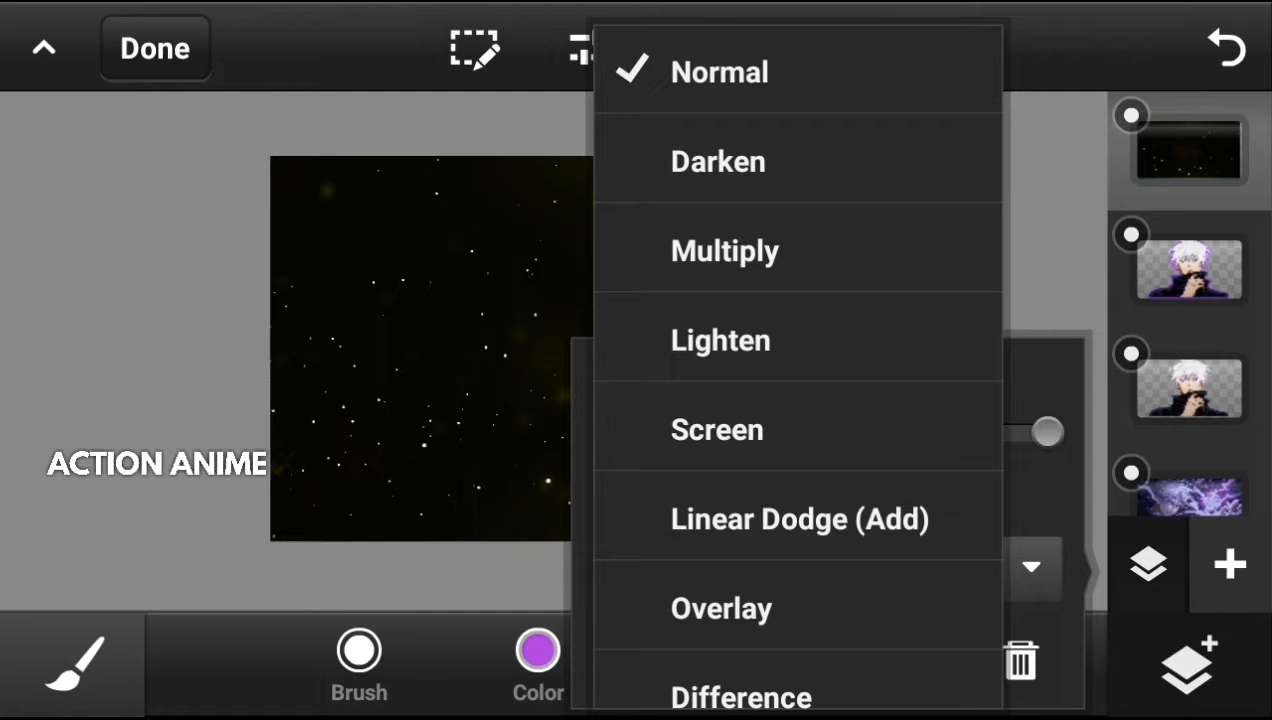 Done
Normal
Darken
Multiply
Lighten
Screen
ACTION ANIME
Linear Dodge (Add)
Overlay
Brush
Color
Difference